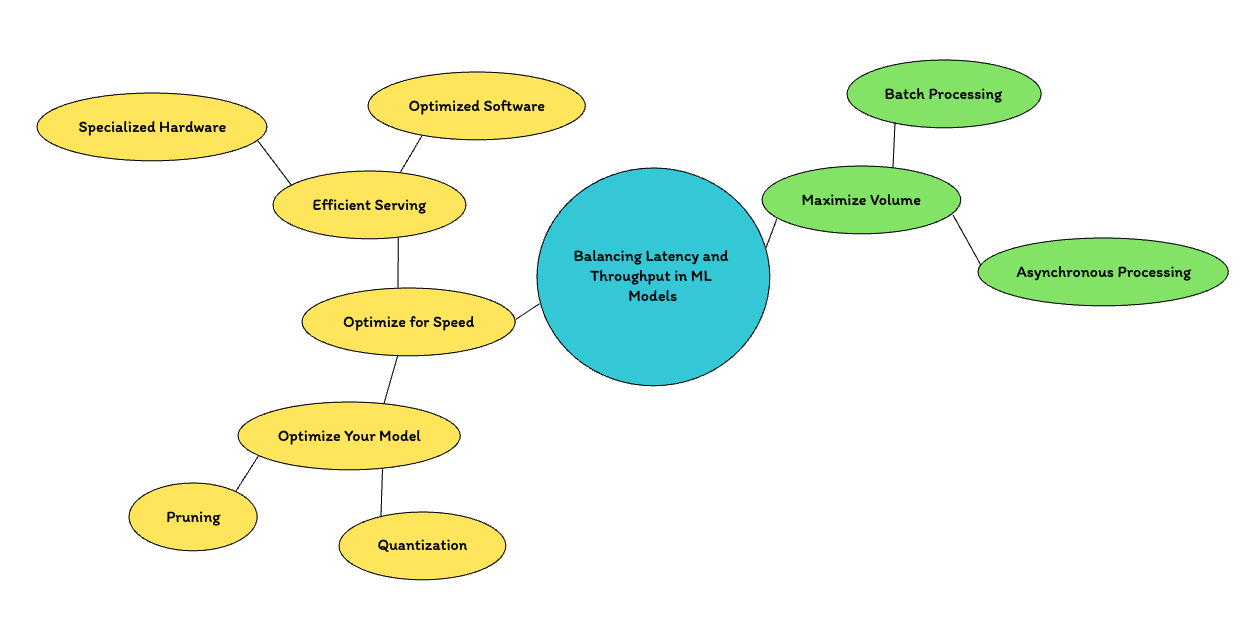 Batch Processing
Optimized Software
Specialized Hardware
Maximize Volume
Efficient Serving
Balancing Latency and
Throughput in ML
Models
Asynchronous Processing
Optimize for Speed
Optimize Your Model
Pruning
Quantization